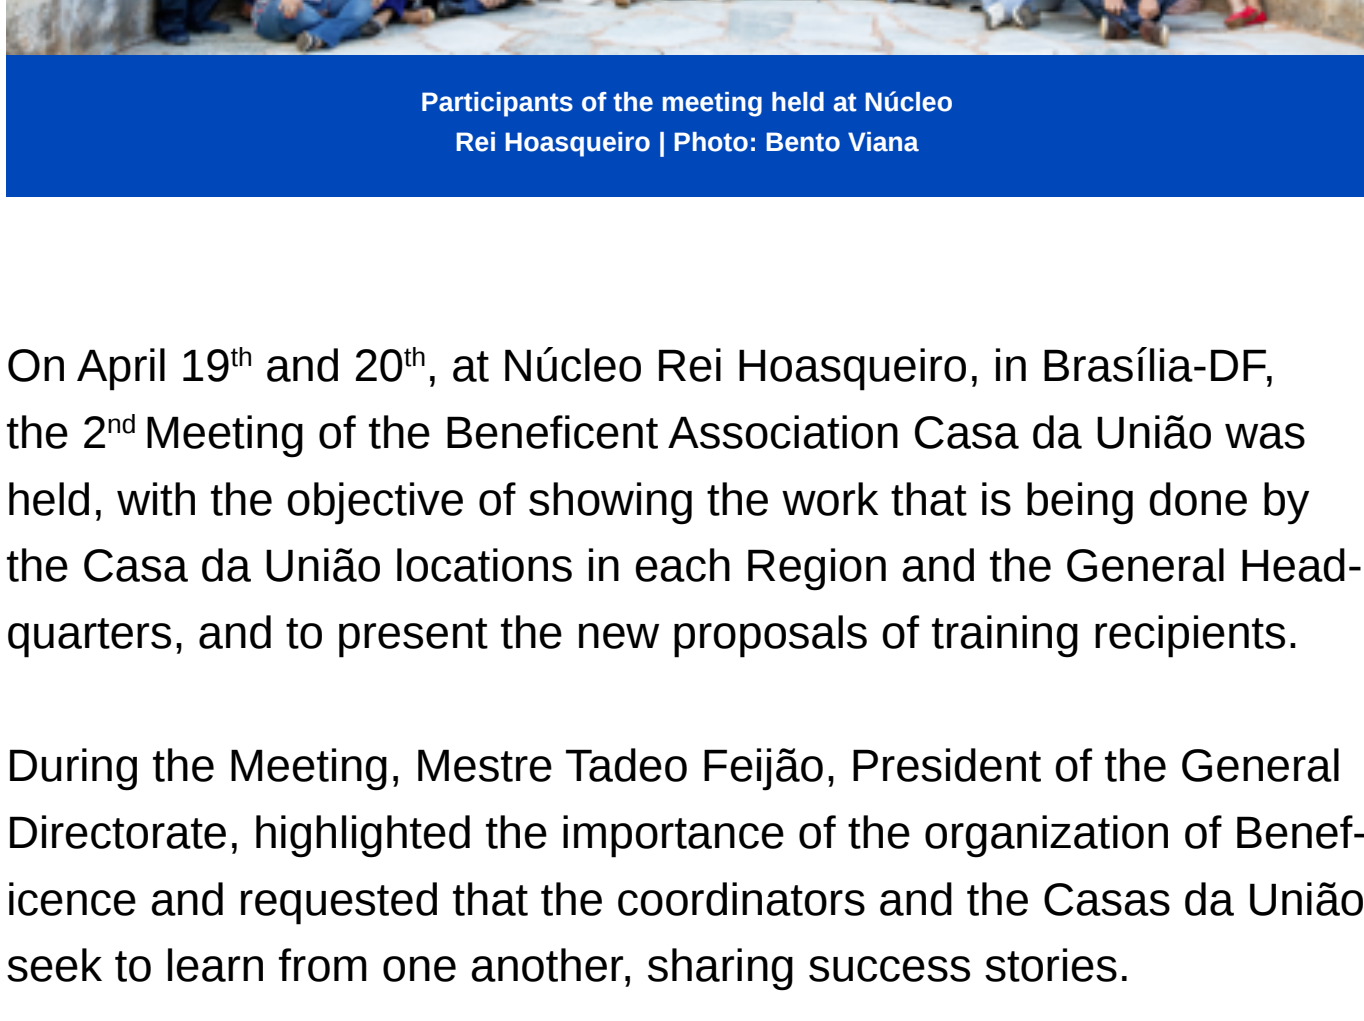 Participants of the meeting held at Núcleo
Rei Hoasqueiro | Photo: Bento Viana
On April 19th and 20th, at Núcleo Rei Hoasqueiro, in Brasília-DF,
the 2nd Meeting of the Beneficent Association Casa da União was
held, with the objective of showing the work that is being done by
the Casa da União locations in each Region and the General Head-
quarters, and to present the new proposals of training recipients.
During the Meeting, Mestre Tadeo Feijão, President of the General
Directorate, highlighted the importance of the organization of Benef-
icence and requested that the coordinators and the Casas da União
seek to learn from one another, sharing success stories.